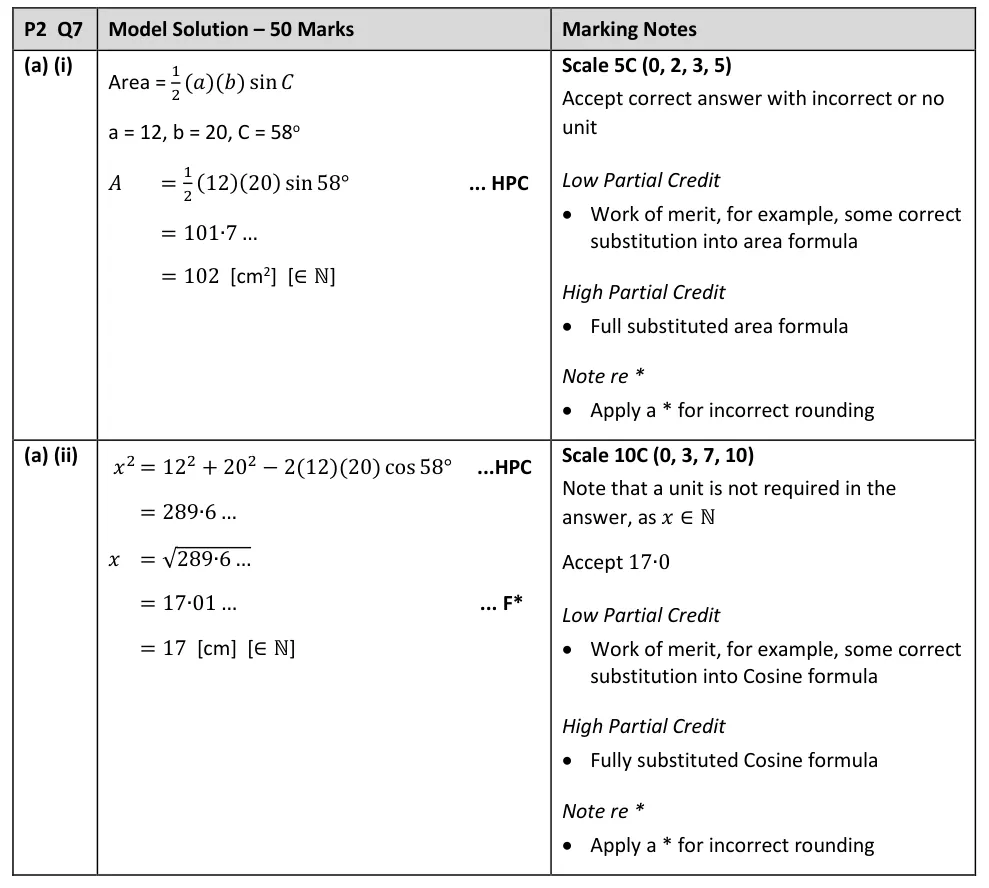 P2 Q7 Model Solution – 50 Marks Marking Notes
(a) (i)
Area = 1/2 (a)(b) sin C
a = 12, b = 20, C = 58°
A = 1/2 (12)(20) sin 58° ... HPC
= 101·7 ...
= 102 [cm²] [∈ ℕ]
Scale 5C (0, 2, 3, 5)
Accept correct answer with incorrect or no
unit
Low Partial Credit
• Work of merit, for example, some correct
substitution into area formula
High Partial Credit
• Full substituted area formula
Note re *
• Apply a * for incorrect rounding
(a) (ii)
x² = 12² + 20² − 2(12)(20) cos 58° ...HPC
= 289·6 ...
x = √289·6 ...
= 17·01 ... ... F*
= 17 [cm] [∈ ℕ]
Scale 10C (0, 3, 7, 10)
Note that a unit is not required in the
answer, as x ∈ ℕ
Accept 17·0
Low Partial Credit
• Work of merit, for example, some correct
substitution into Cosine formula
High Partial Credit
• Fully substituted Cosine formula
Note re *
• Apply a * for incorrect rounding